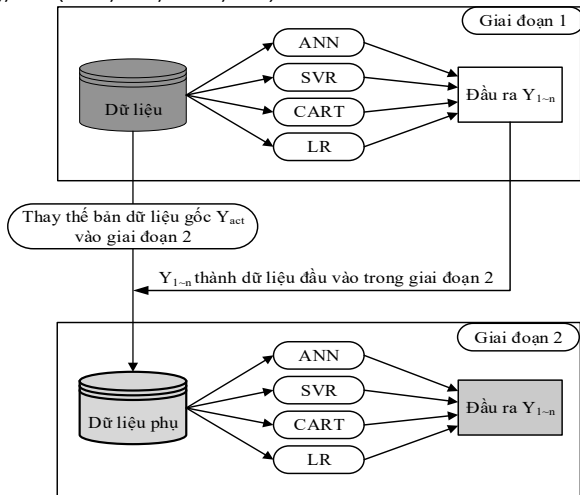 Giai đoạn 1
ANN
SVR
CART
LR
Dữ liệu
Đầu ra Y1~n
Thay thế bản dữ liệu gốc Yact
vào giai đoạn 2
Y1~n thành dữ liệu đầu vào trong giai đoạn 2
Giai đoạn 2
ANN
SVR
CART
LR
Dữ liệu phụ
Đầu ra Y1~n